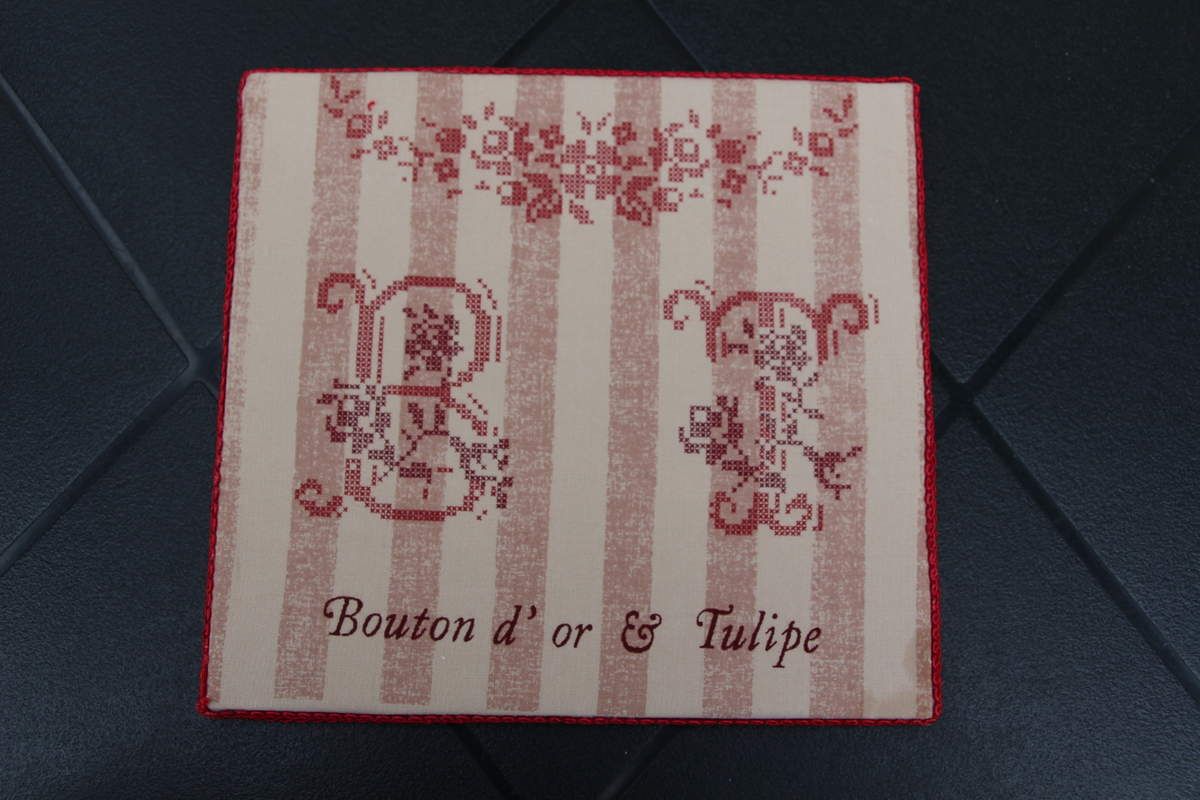 B T
Bouton d' or & Tulipe